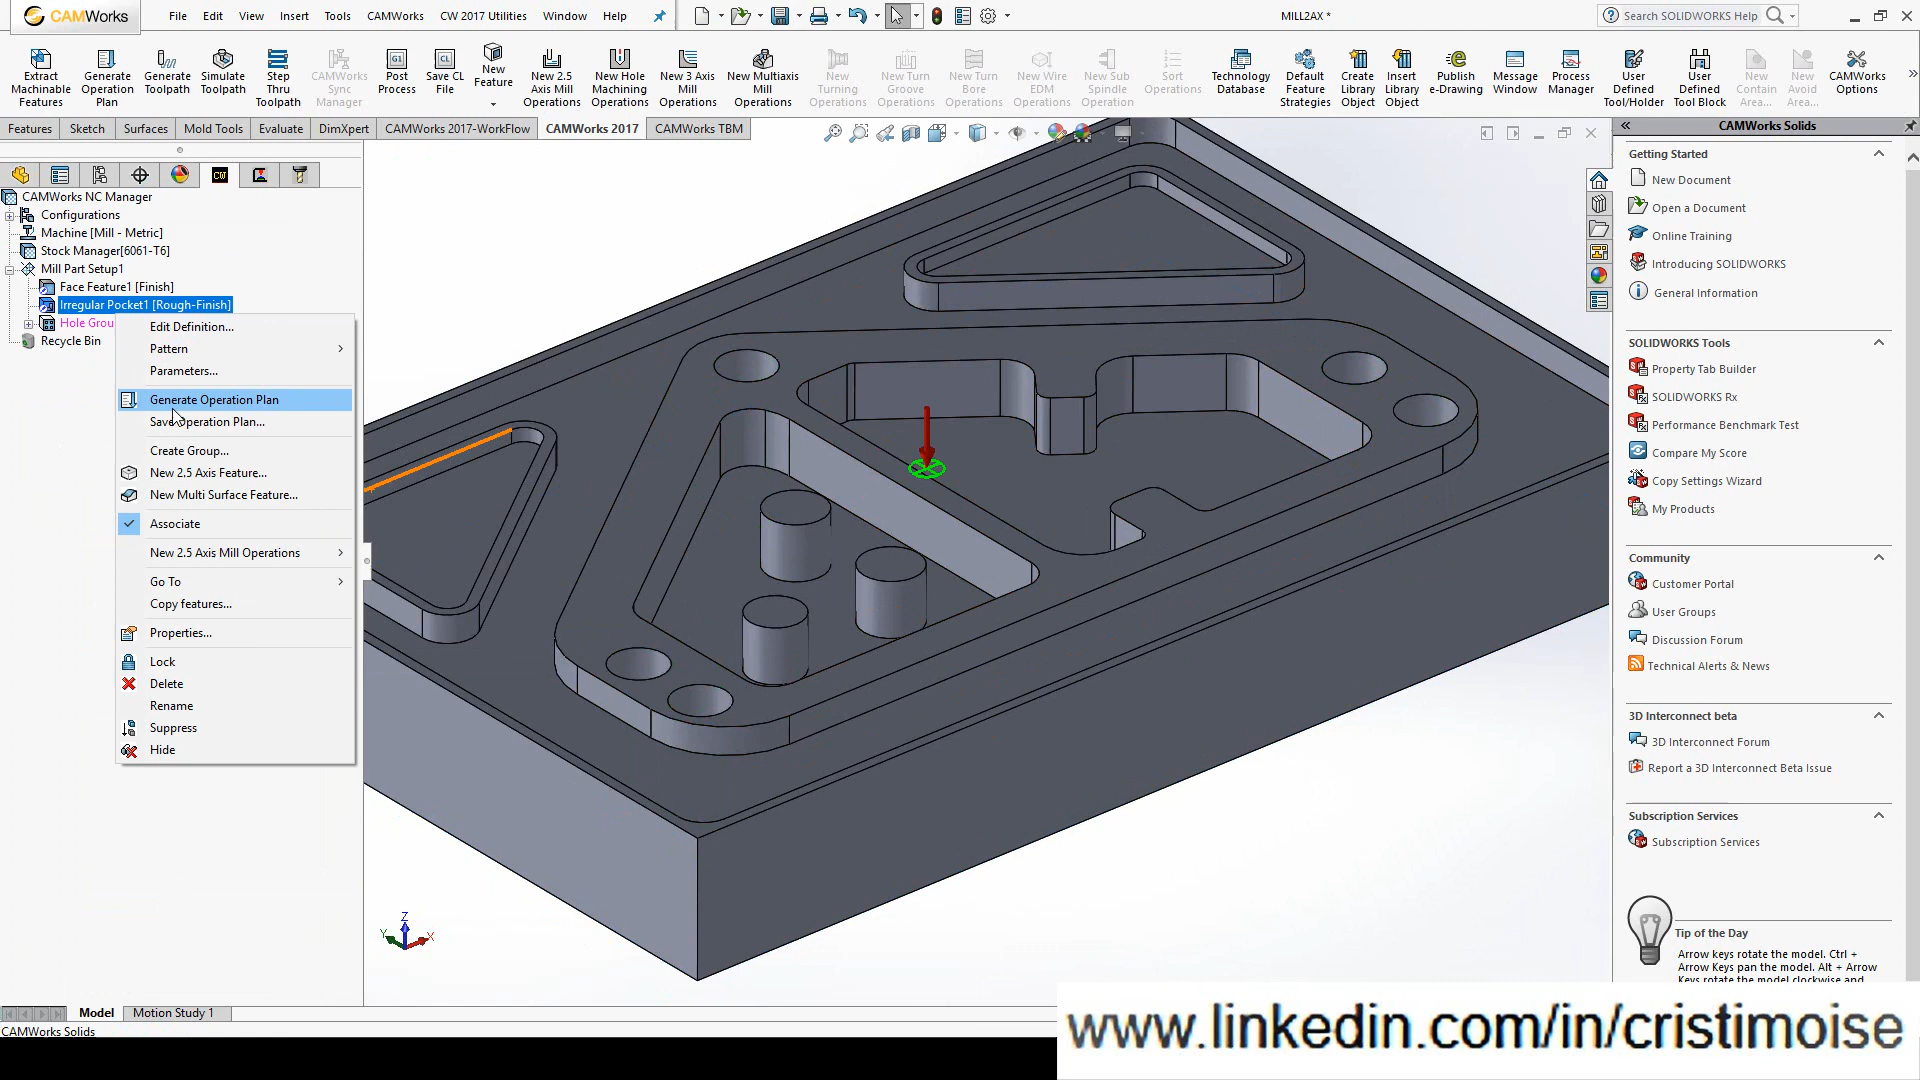 CAMWorks
File Edit View Insert Tools CAMWorks CW 2017 Utilities Window Help
MILL2AX *
Search SOLIDWORKS Help
Extract Machinable Features
Generate Operation Plan
Generate Toolpath
Simulate Toolpath
Step Thru Toolpath
CAMWorks Sync Manager
Post Process
Save CL File
New Feature
New 2.5 Axis Mill Operations
New Hole Machining Operations
New 3 Axis Mill Operations
New Multiaxis Mill Operations
New Turning Operations
New Turn Groove Operations
New Turn Bore Operations
New Wire EDM Operations
New Sub Spindle Operation
Sort Operations
Technology Database
Default Feature Strategies
Create Library Object
Insert Library Object
Publish e-Drawing
Message Window
Process Manager
User Defined Tool/Holder
User Defined Tool Block
New Contain Area...
New Avoid Area...
CAMWorks Options
Features Sketch Surfaces Mold Tools Evaluate DimXpert CAMWorks 2017-WorkFlow CAMWorks 2017 CAMWorks TBM
CAMWorks NC Manager
Configurations
Machine [Mill - Metric]
Stock Manager[6061-T6]
Mill Part Setup1
Face Feature1 [Finish]
Irregular Pocket1 [Rough-Finish]
Hole Grou
Recycle Bin
Edit Definition...
Pattern
Parameters...
Generate Operation Plan
Save Operation Plan...
Create Group...
New 2.5 Axis Feature...
New Multi Surface Feature...
Associate
New 2.5 Axis Mill Operations
Go To
Copy features...
Properties...
Lock
Delete
Rename
Suppress
Hide
Z
Y
X
CAMWorks Solids
Getting Started
New Document
Open a Document
Online Training
Introducing SOLIDWORKS
General Information
SOLIDWORKS Tools
Property Tab Builder
SOLIDWORKS Rx
Performance Benchmark Test
Compare My Score
Copy Settings Wizard
My Products
Community
Customer Portal
User Groups
Discussion Forum
Technical Alerts & News
3D Interconnect beta
3D Interconnect Forum
Report a 3D Interconnect Beta Issue
Subscription Services
Subscription Services
Tip of the Day
Arrow keys rotate the model. Ctrl +
Arrow Keys pan the model. Alt + Arrow
Keys rotate the model clockwise and
Model Motion Study 1
CAMWorks Solids
www.linkedin.com/in/cristimoise